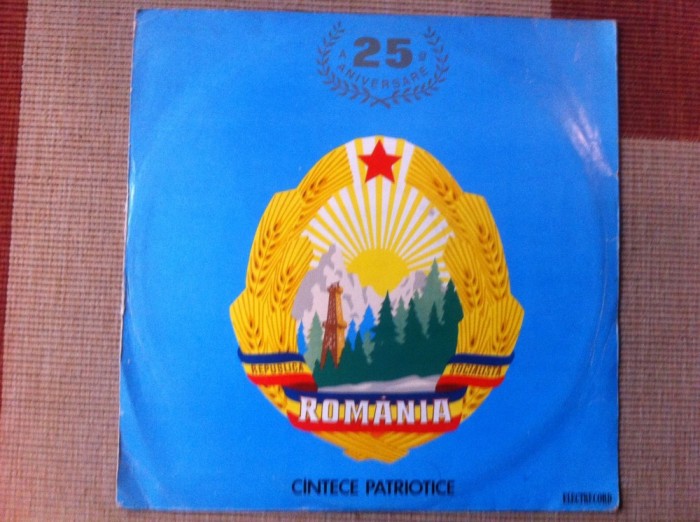 A 25 a
ANIVERSARE
REPUBLICA SOCIALISTĂ
ROMÂNIA
CÎNTECE PATRIOTICE
ELECTRECORD